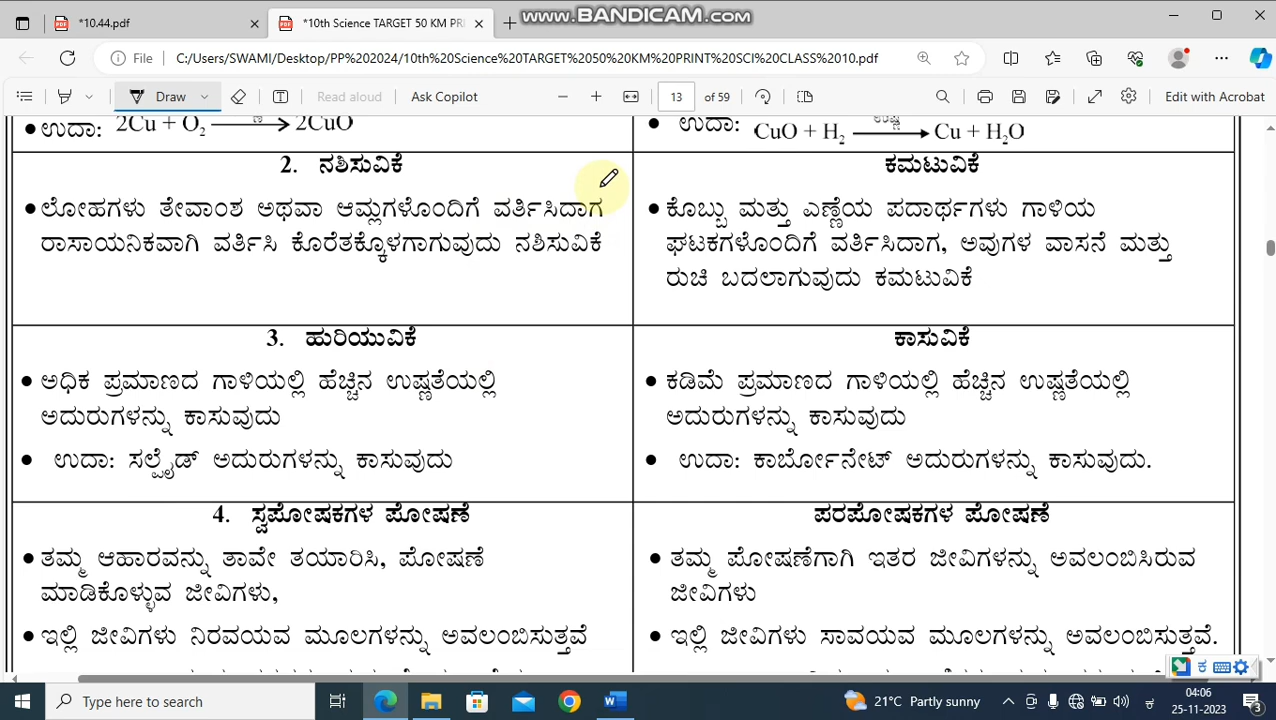 www.BANDICAM.com
*10.44.pdf
*10th Science TARGET 50 KM PRI
File
C:/Users/SWAMI/Desktop/PP%202024/10th%20Science%20TARGET%2050%20KM%20PRINT%20SCI%20CLASS%2010.pdf
Draw
Read aloud
Ask Copilot
13 of 59
Edit with Acrobat
• ಉದಾ: 2Cu + O2 → 2CuO
• ಉದಾ: CuO + H2 → Cu + H2O
2. ನಶಿಸುವಿಕೆ
• ಲೋಹಗಳು ತೇವಾಂಶ ಅಥವಾ ಆಮ್ಲಗಳೊಂದಿಗೆ ವರ್ತಿಸಿದಾಗ
ರಾಸಾಯನಿಕವಾಗಿ ವರ್ತಿಸಿ ಕೊರೆತಕ್ಕೊಳಗಾಗುವುದು ನಶಿಸುವಿಕೆ
ಕಮಟುವಿಕೆ
• ಕೊಬ್ಬು ಮತ್ತು ಎಣ್ಣೆಯ ಪದಾರ್ಥಗಳು ಗಾಳಿಯ
ಘಟಕಗಳೊಂದಿಗೆ ವರ್ತಿಸಿದಾಗ, ಅವುಗಳ ವಾಸನೆ ಮತ್ತು
ರುಚಿ ಬದಲಾಗುವುದು ಕಮಟುವಿಕೆ
3. ಹುರಿಯುವಿಕೆ
• ಅಧಿಕ ಪ್ರಮಾಣದ ಗಾಳಿಯಲ್ಲಿ ಹೆಚ್ಚಿನ ಉಷ್ಣತೆಯಲ್ಲಿ
ಅದುರುಗಳನ್ನು ಕಾಸುವುದು
• ಉದಾ: ಸಲ್ಫೈಡ್ ಅದುರುಗಳನ್ನು ಕಾಸುವುದು
ಕಾಸುವಿಕೆ
• ಕಡಿಮೆ ಪ್ರಮಾಣದ ಗಾಳಿಯಲ್ಲಿ ಹೆಚ್ಚಿನ ಉಷ್ಣತೆಯಲ್ಲಿ
ಅದುರುಗಳನ್ನು ಕಾಸುವುದು
• ಉದಾ: ಕಾರ್ಬೋನೇಟ್ ಅದುರುಗಳನ್ನು ಕಾಸುವುದು.
4. ಸ್ವಪೋಷಕಗಳ ಪೋಷಣೆ
• ತಮ್ಮ ಆಹಾರವನ್ನು ತಾವೇ ತಯಾರಿಸಿ, ಪೋಷಣೆ
ಮಾಡಿಕೊಳ್ಳುವ ಜೀವಿಗಳು,
• ಇಲ್ಲಿ ಜೀವಿಗಳು ನಿರವಯವ ಮೂಲಗಳನ್ನು ಅವಲಂಬಿಸುತ್ತವೆ
ಪರಪೋಷಕಗಳ ಪೋಷಣೆ
• ತಮ್ಮ ಪೋಷಣೆಗಾಗಿ ಇತರ ಜೀವಿಗಳನ್ನು ಅವಲಂಬಿಸಿರುವ
ಜೀವಿಗಳು
• ಇಲ್ಲಿ ಜೀವಿಗಳು ಸಾವಯವ ಮೂಲಗಳನ್ನು ಅವಲಂಬಿಸುತ್ತವೆ.
ಕ
Type here to search
21°C Partly sunny
04:06
25-11-2023
3